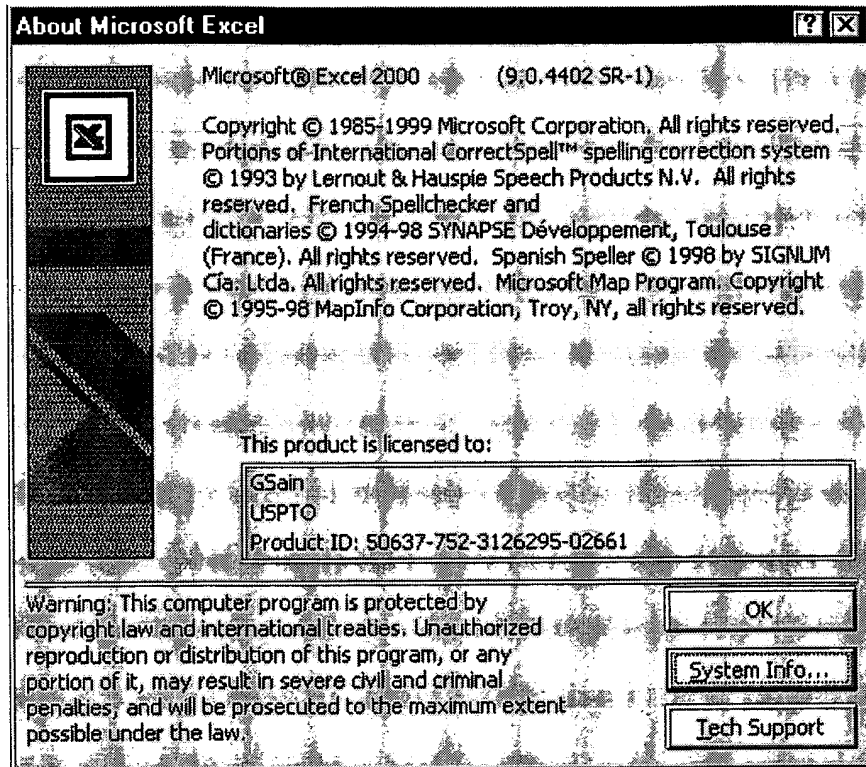 About Microsoft Excel
Microsoft® Excel 2000 (9.0.4402 SR-1)
Copyright © 1985-1999 Microsoft Corporation. All rights reserved.
Portions of International CorrectSpell™ spelling correction system
© 1993 by Lernout & Hauspie Speech Products N.V. All rights
reserved. French Spellchecker and
dictionaries © 1994-98 SYNAPSE Développement, Toulouse
(France). All rights reserved. Spanish Speller © 1998 by SIGNUM
Cía. Ltda. All rights reserved. Microsoft Map Program. Copyright
© 1995-98 MapInfo Corporation, Troy, NY, all rights reserved.
This product is licensed to:
GSain
USPTO
Product ID: 50637-752-3126295-02661
Warning: This computer program is protected by
copyright law and international treaties. Unauthorized
reproduction or distribution of this program, or any
portion of it, may result in severe civil and criminal
penalties, and will be prosecuted to the maximum extent
possible under the law.
OK
System Info...
Tech Support